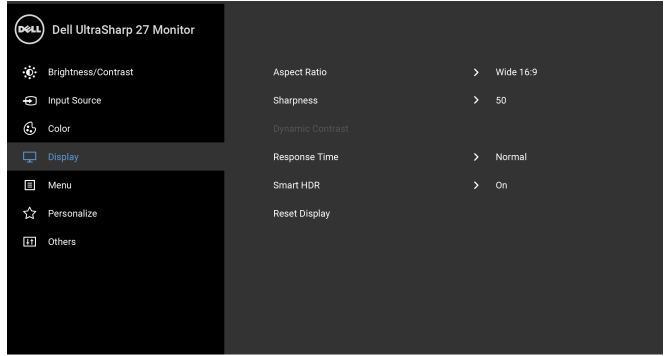 DELL Dell UltraSharp 27 Monitor
Brightness/Contrast
Input Source
Color
Display
Menu
Personalize
Others
Aspect Ratio > Wide 16:9
Sharpness > 50
Dynamic Contrast
Response Time > Normal
Smart HDR > On
Reset Display